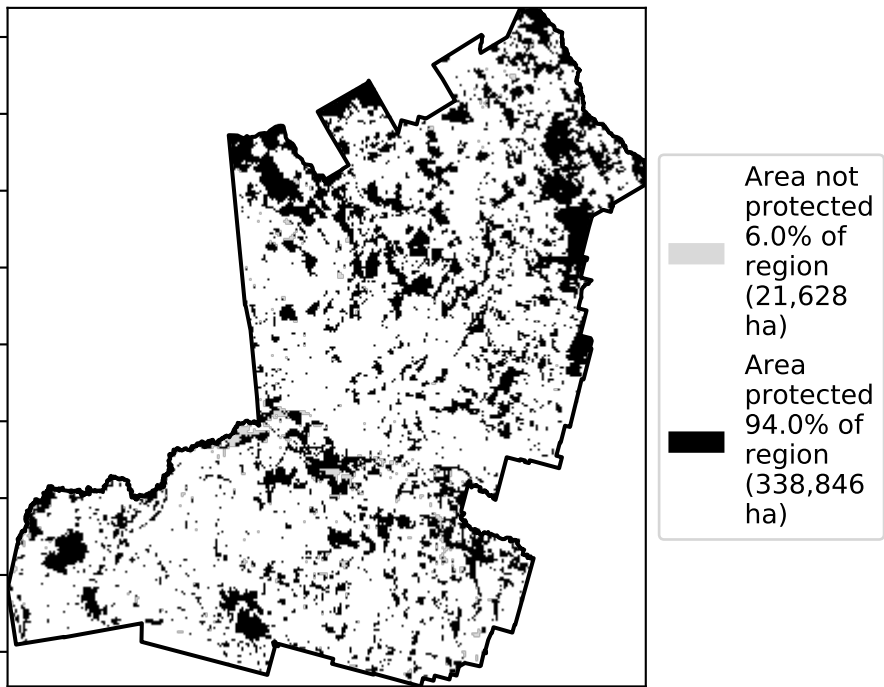 Area not
protected
6.0% of
region
(21,628
ha)
Area
protected
94.0% of
region
(338,846
ha)